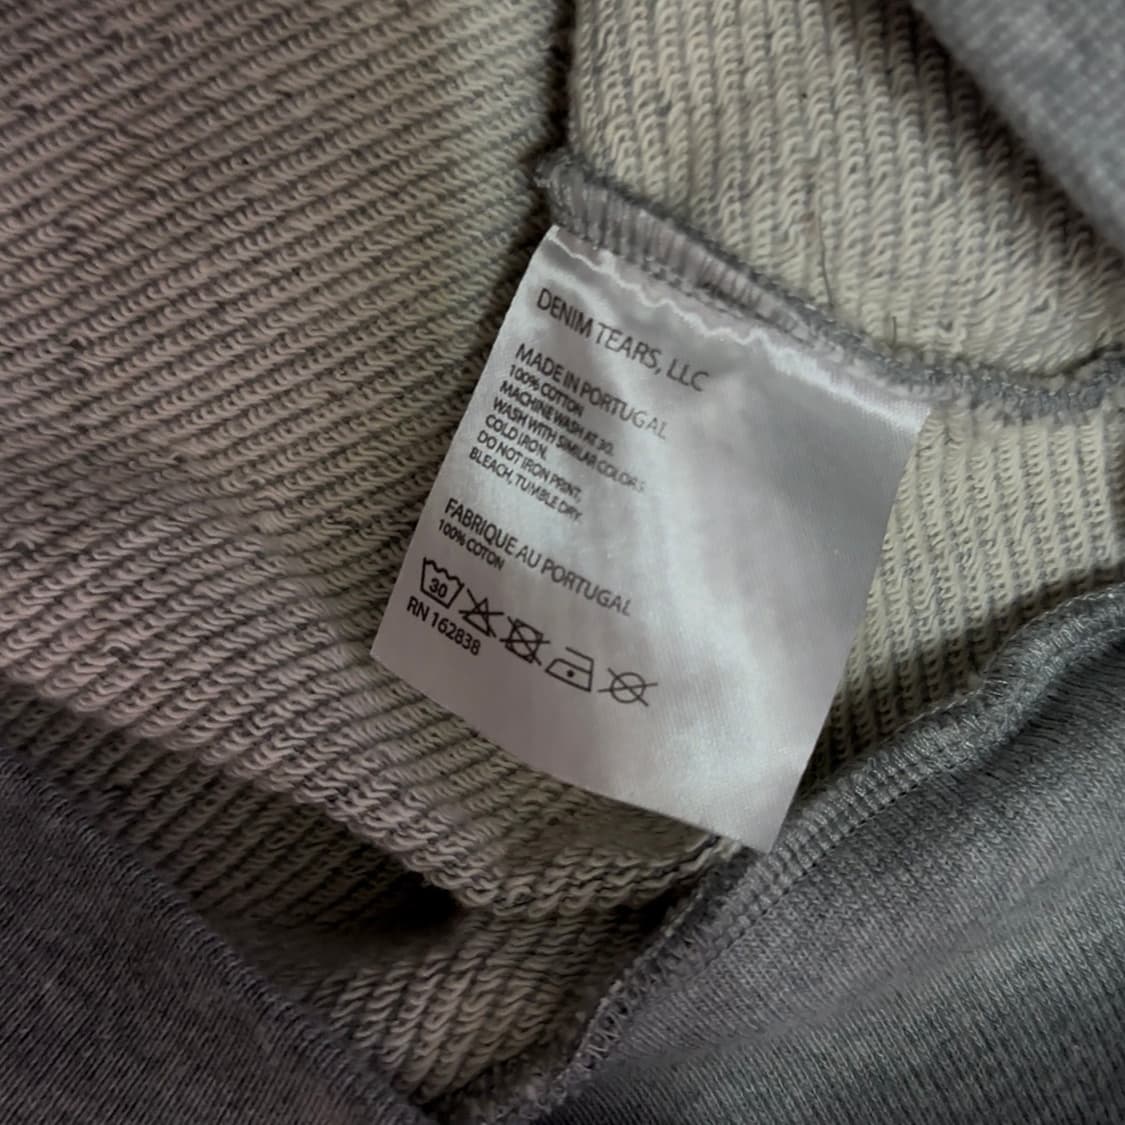 DENIM TEARS, LLC
MADE IN PORTUGAL
100% COTTON
MACHINE WASH AT 30.
WASH WITH SIMILAR COLORS.
COLD IRON.
DO NOT IRON PRINT,
BLEACH, TUMBLE DRY.
FABRIQUE AU PORTUGAL
100% COTON
30
RN 162838